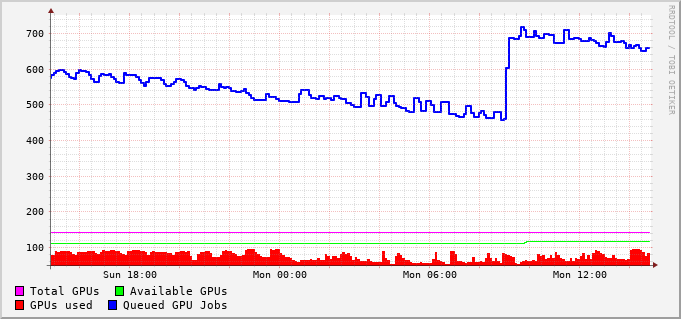 700
600
500
400
300
200
100
Sun 18:00 Mon 00:00 Mon 06:00 Mon 12:00
Total GPUs Available GPUs
GPUs used Queued GPU Jobs
RRDTOOL / TOBI OETIKER